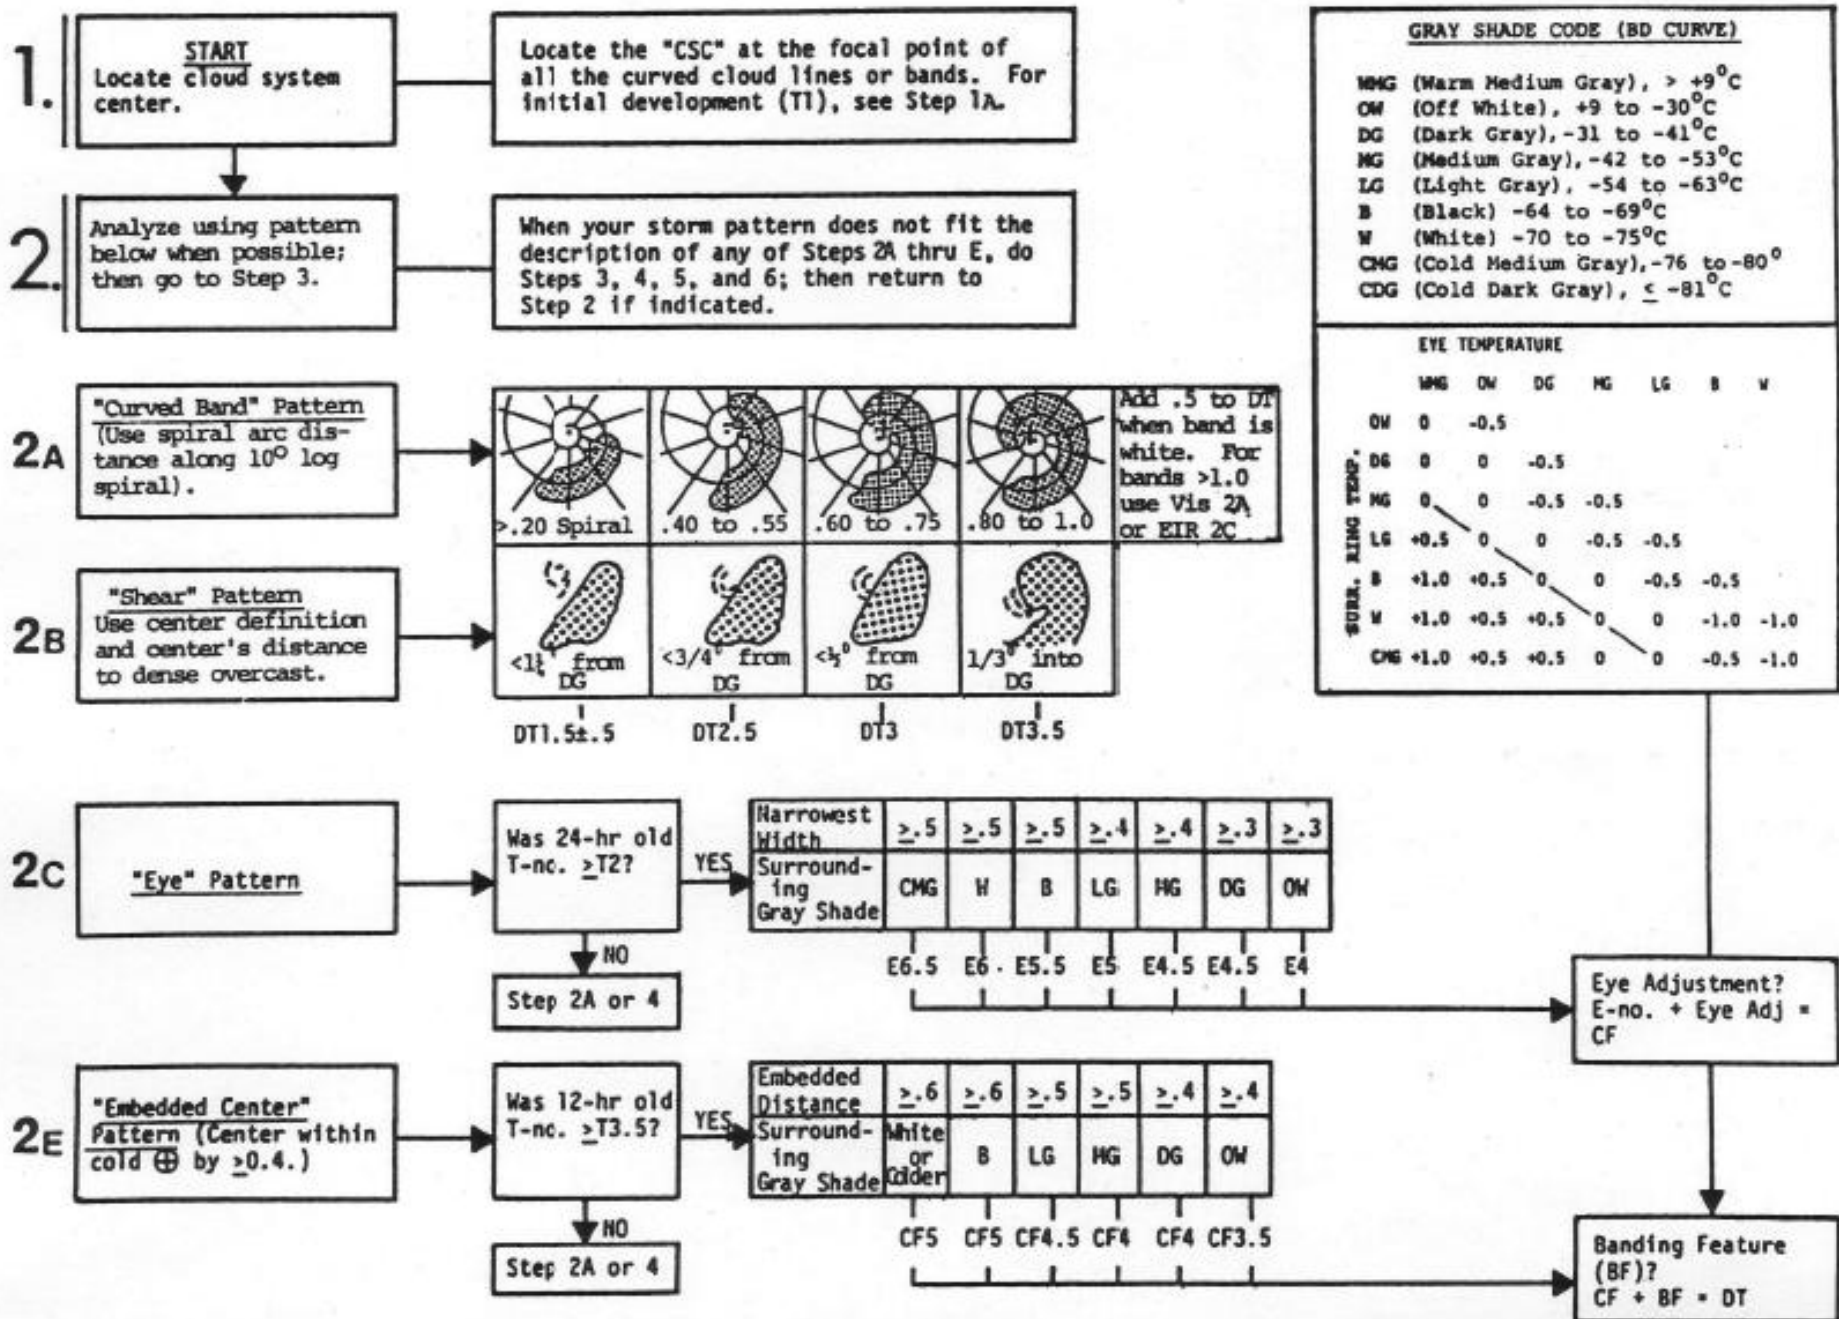 1.
START
Locate cloud system
center.
Locate the "CSC" at the focal point of
all the curved cloud lines or bands. For
initial development (T1), see Step 1A.
2.
Analyze using pattern
below when possible;
then go to Step 3.
When your storm pattern does not fit the
description of any of Steps 2A thru E, do
Steps 3, 4, 5, and 6; then return to
Step 2 if indicated.
GRAY SHADE CODE (BD CURVE)
WMG (Warm Medium Gray), > +9°C
OW (Off White), +9 to -30°C
DG (Dark Gray), -31 to -41°C
MG (Medium Gray), -42 to -53°C
LG (Light Gray), -54 to -63°C
B (Black) -64 to -69°C
W (White) -70 to -75°C
CMG (Cold Medium Gray), -76 to -80°
CDG (Cold Dark Gray), ≤ -81°C
EYE TEMPERATURE
WMG OW DG MG LG B W
SURR. RING TEMP.
OW 0 -0.5
DG 0 0 -0.5
MG 0 0 -0.5 -0.5
LG +0.5 0 0 -0.5 -0.5
B +1.0 +0.5 0 0 -0.5 -0.5
W +1.0 +0.5 +0.5 0 0 -1.0 -1.0
CMG +1.0 +0.5 +0.5 0 0 -0.5 -1.0
2A
"Curved Band" Pattern
(Use spiral arc dis-
tance along 10° log
spiral).
>.20 Spiral
.40 to .55
.60 to .75
.80 to 1.0
Add .5 to DT
when band is
white. For
bands >1.0
use Vis 2A
or EIR 2C
2B
"Shear" Pattern
Use center definition
and center's distance
to dense overcast.
<1¼° from
DG
<3/4° from
DG
<½° from
DG
1/3° into
DG
DT1.5±.5
DT2.5
DT3
DT3.5
2C
"Eye" Pattern
Was 24-hr old
T-no. ≥T2?
YES
NO
Step 2A or 4
Narrowest
Width
≥.5 ≥.5 ≥.5 ≥.4 ≥.4 ≥.3 ≥.3
Surround-
ing
Gray Shade
CMG W B LG MG DG OW
E6.5 E6 E5.5 E5 E4.5 E4.5 E4
Eye Adjustment?
E-no. + Eye Adj =
CF
2E
"Embedded Center"
Pattern (Center within
cold ⊕ by ≥0.4.)
Was 12-hr old
T-no. ≥T3.5?
YES
NO
Step 2A or 4
Embedded
Distance
≥.6 ≥.6 ≥.5 ≥.5 ≥.4 ≥.4
Surround-
ing
Gray Shade
White
or
Colder
B LG MG DG OW
CF5 CF5 CF4.5 CF4 CF4 CF3.5
Banding Feature
(BF)?
CF + BF = DT